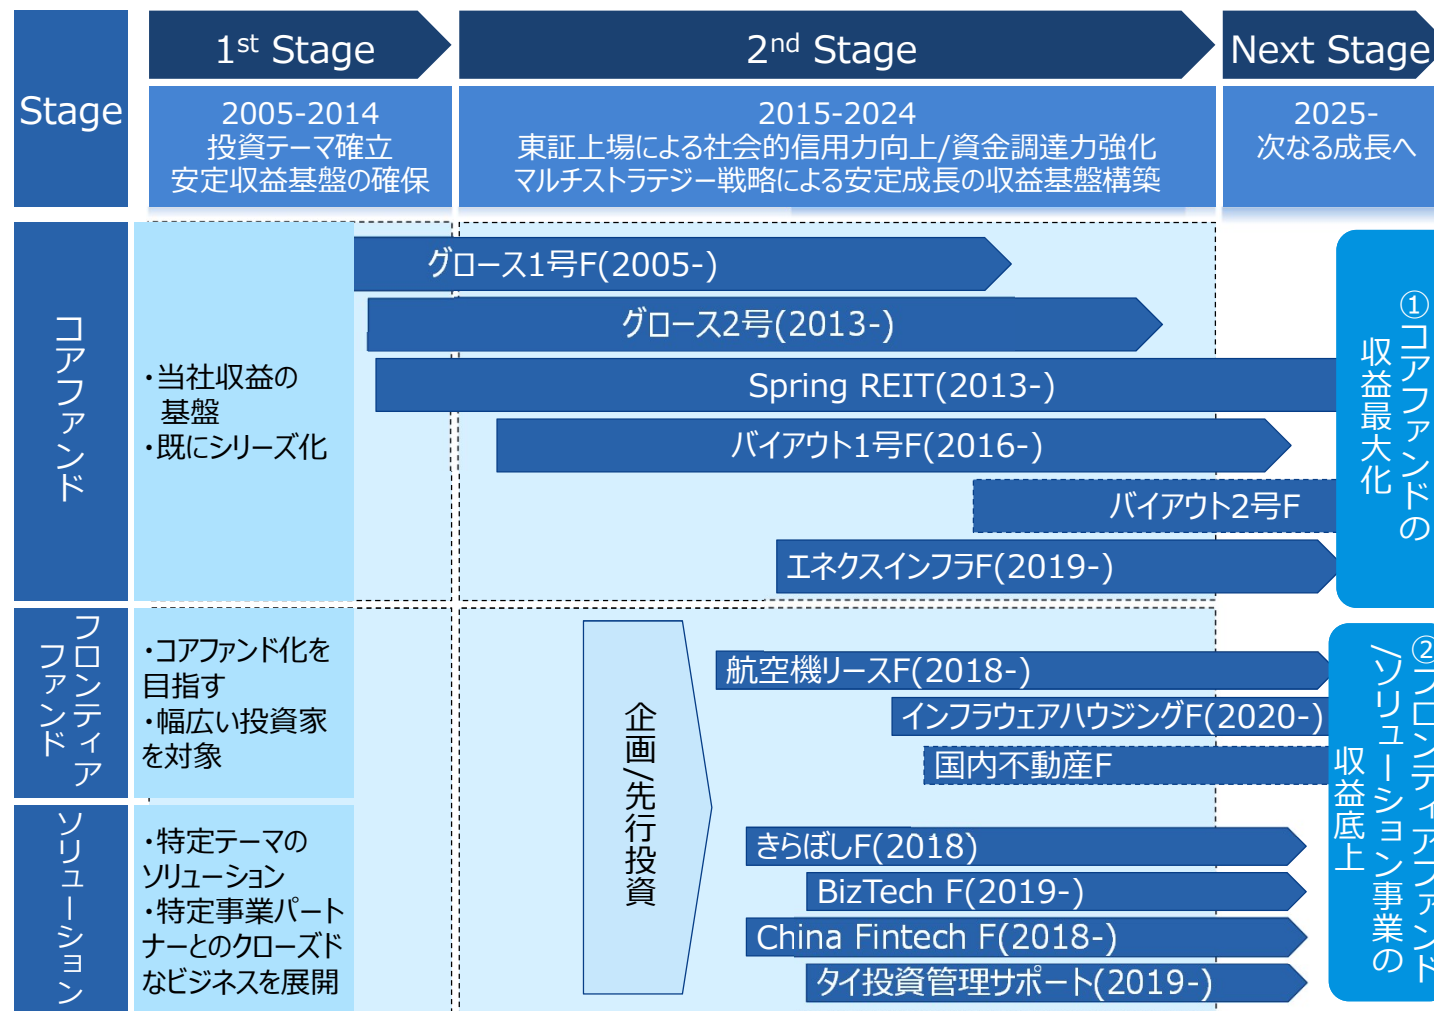 Stage
1st Stage
2nd Stage
Next Stage
2005-2014
投資テーマ確立
安定収益基盤の確保
2015-2024
東証上場による社会的信用力向上/資金調達力強化
マルチストラテジー戦略による安定成長の収益基盤構築
2025-
次なる成長へ
コアファンド
・当社収益の
基盤
・既にシリーズ化
グロース1号F(2005-)
グロース2号(2013-)
Spring REIT(2013-)
バイアウト1号F(2016-)
バイアウト2号F
エネクスインフラF(2019-)
①コアファンドの
収益最大化
フロンティア
ファンド
・コアファンド化を
目指す
・幅広い投資家
を対象
企画/先行投資
航空機リースF(2018-)
インフラウェアハウジングF(2020-)
国内不動産F
ソリューション
・特定テーマの
ソリューション
・特定事業パート
ナーとのクローズド
なビジネスを展開
きらぼしF(2018)
BizTech F(2019-)
China Fintech F(2018-)
タイ投資管理サポート(2019-)
②フロンティアファンド
/ソリューション事業の
収益底上